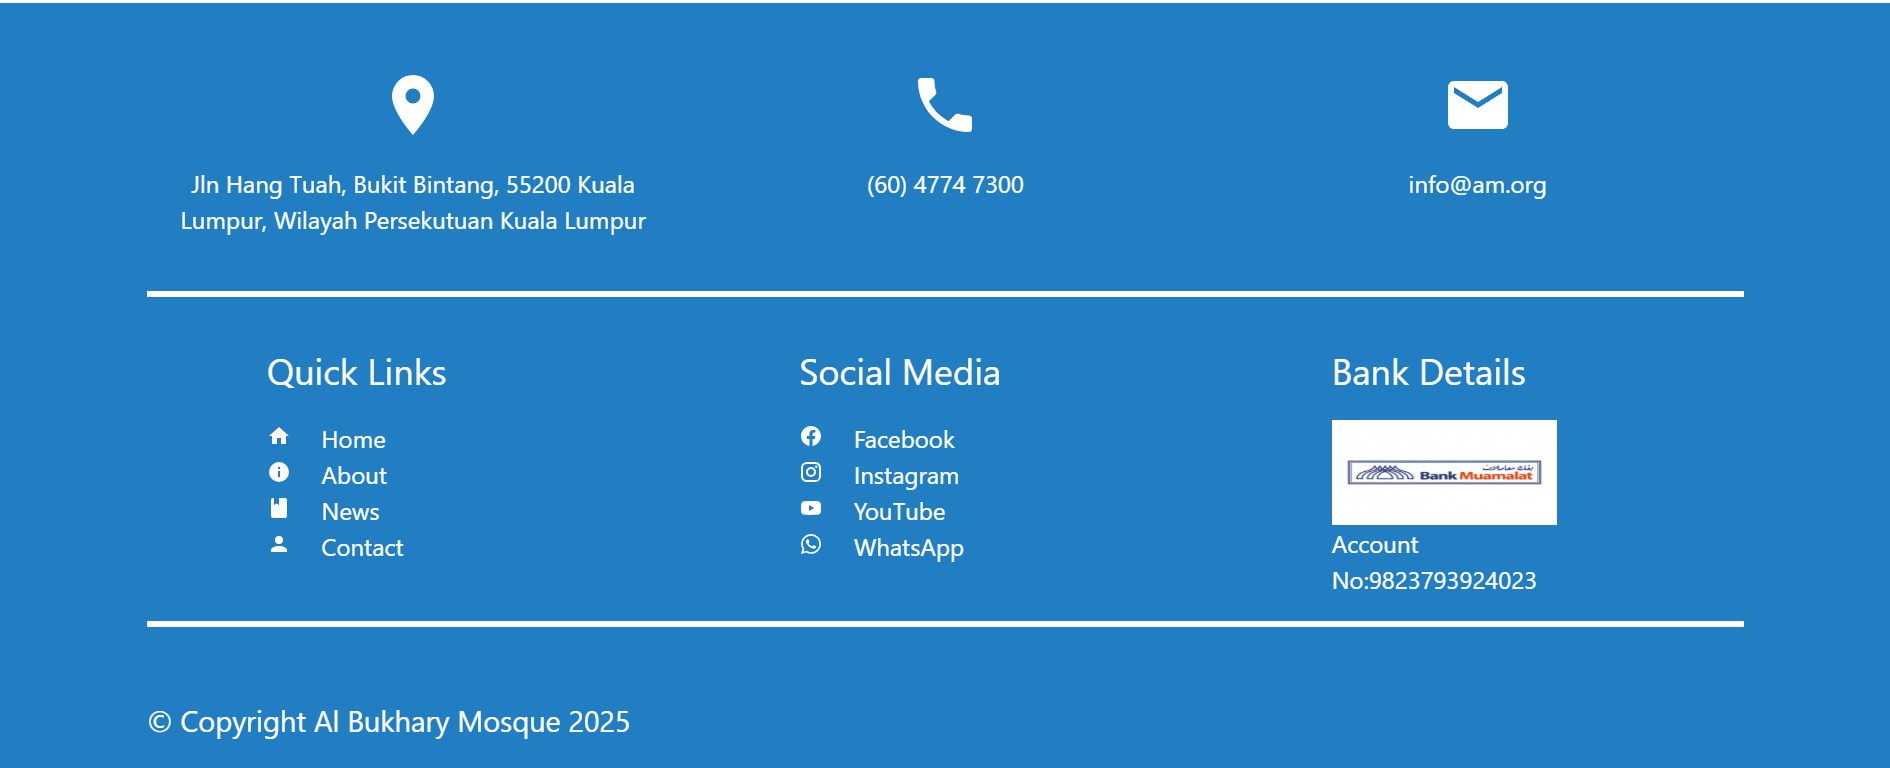 Jln Hang Tuah, Bukit Bintang, 55200 Kuala
Lumpur, Wilayah Persekutuan Kuala Lumpur
(60) 4774 7300
info@am.org
Quick Links
Home
About
News
Contact
Social Media
Facebook
Instagram
YouTube
WhatsApp
Bank Details
بنك معاملات
Bank Muamalat
Account
No:9823793924023
© Copyright Al Bukhary Mosque 2025